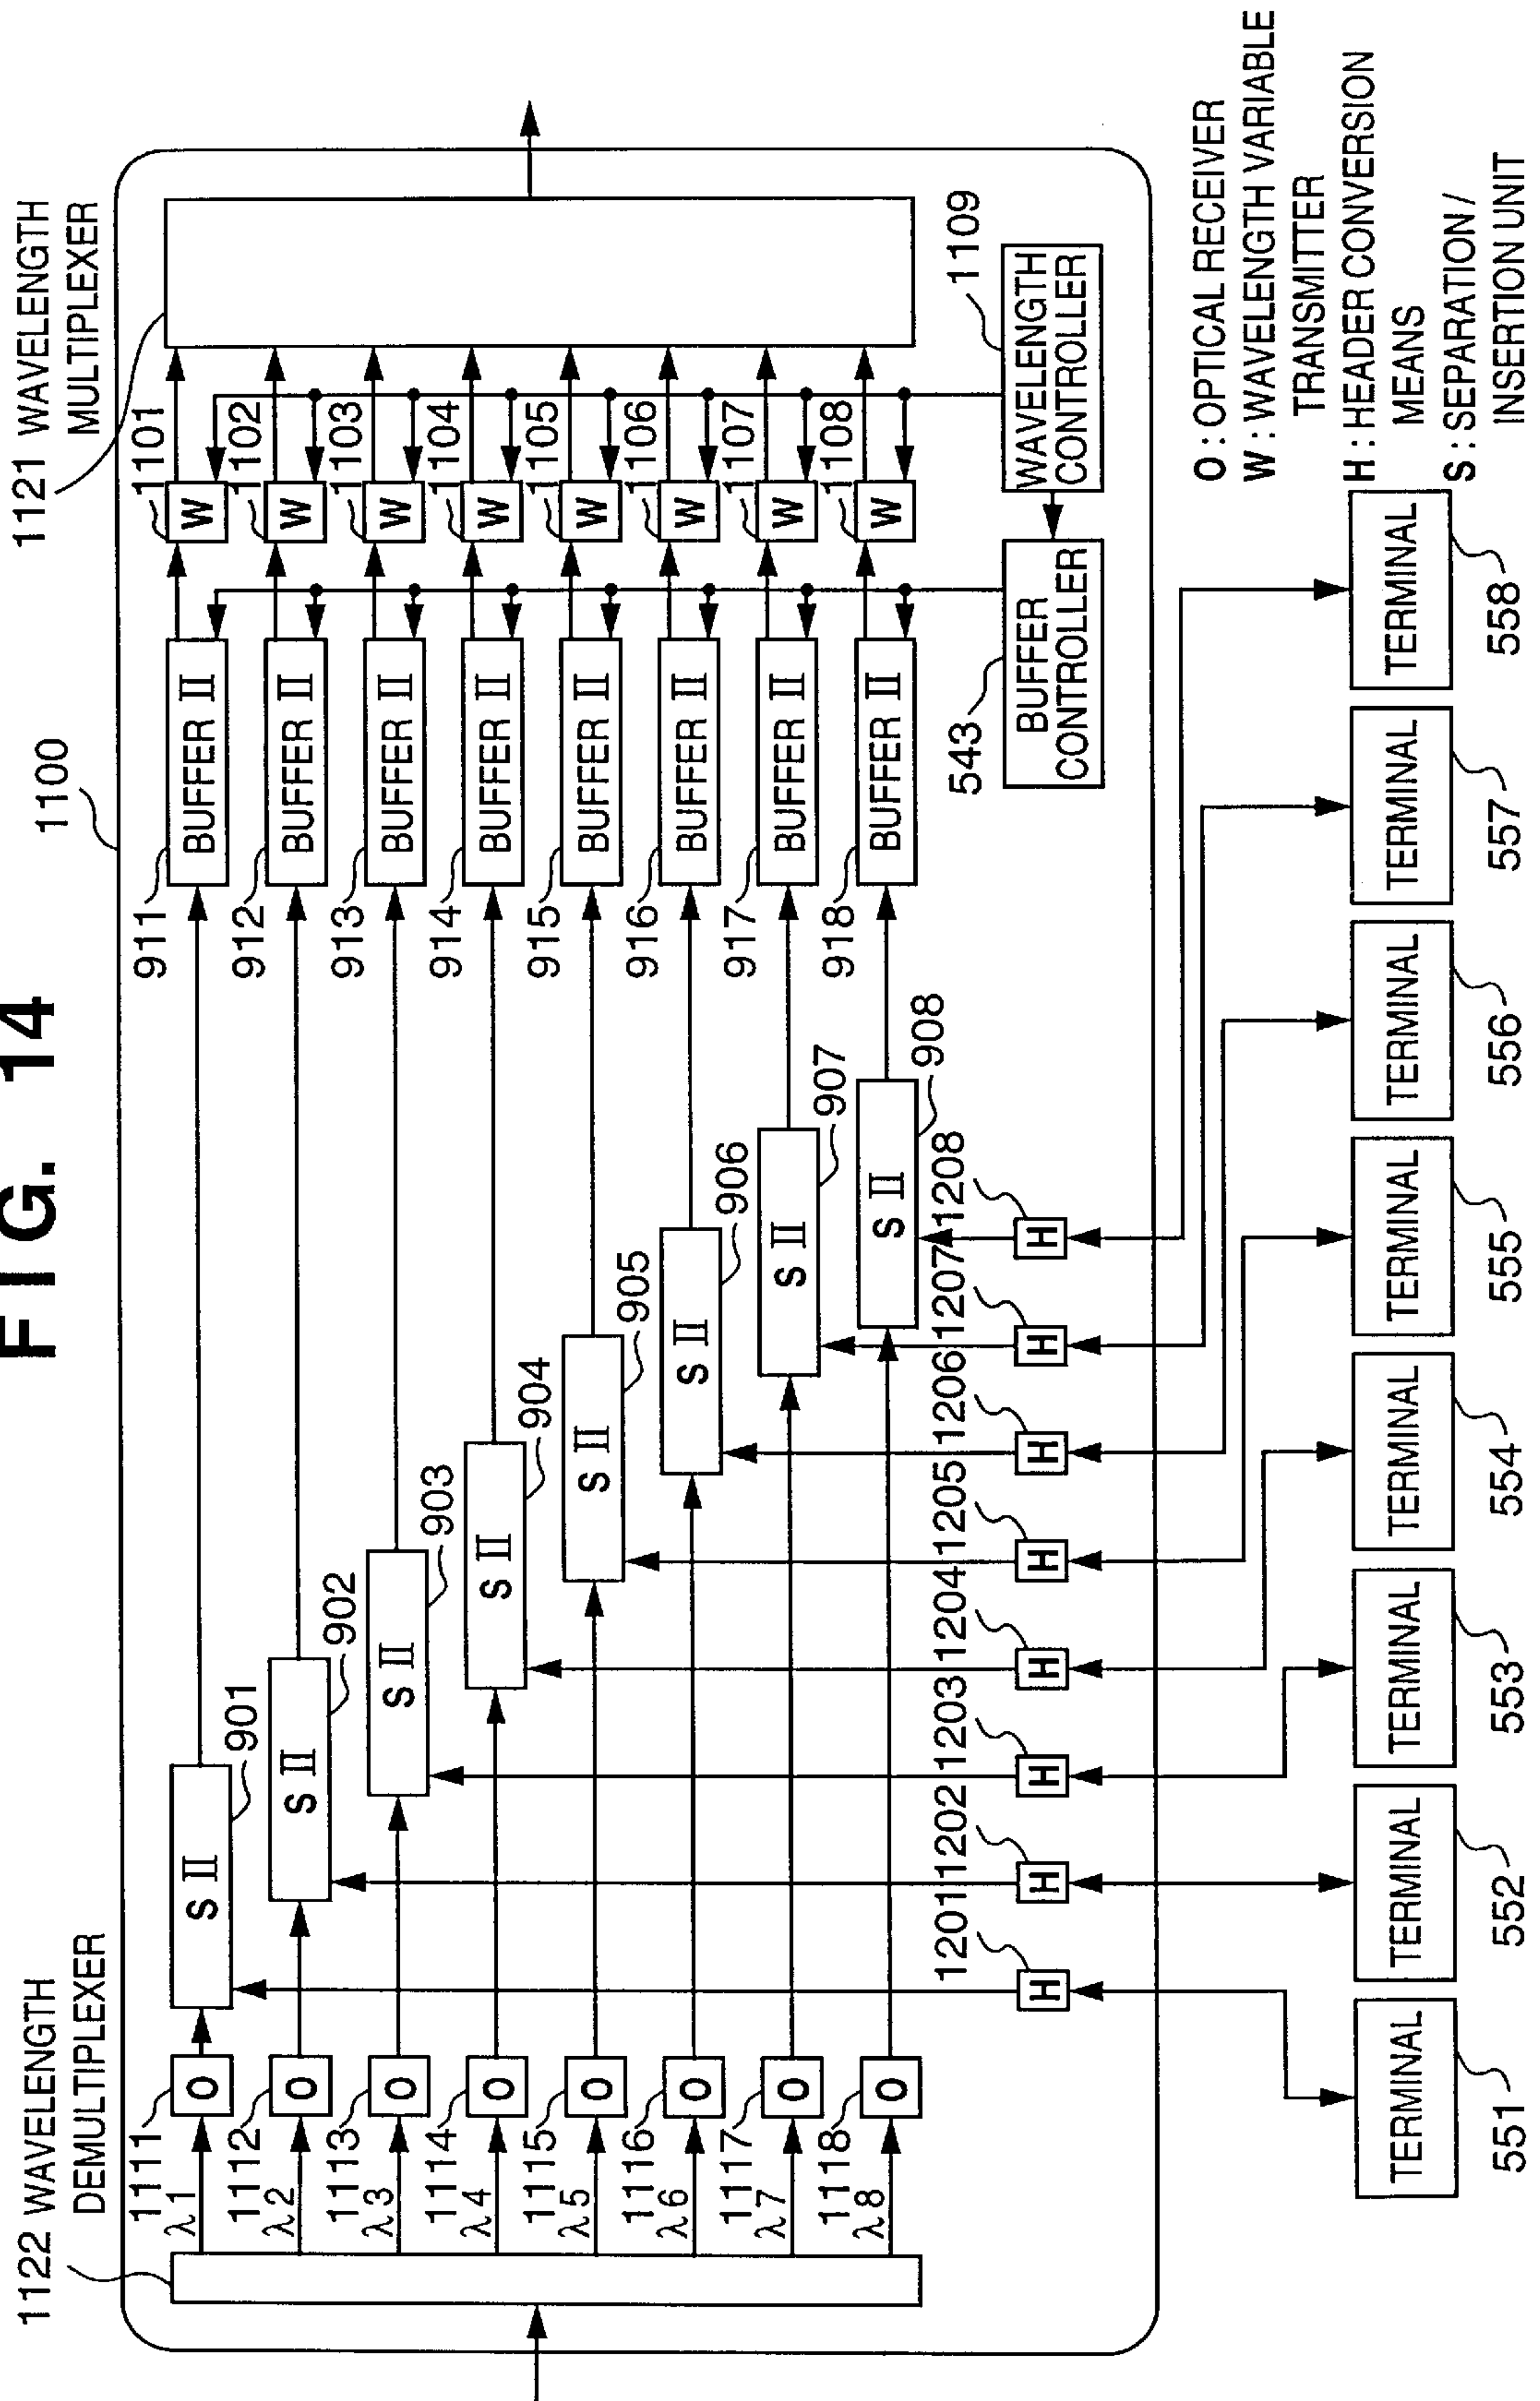 FIG. 14
1122 WAVELENGTH
DEMULTIPLEXER
1100
1121 WAVELENGTH
MULTIPLEXER
1111
λ1
O
S II
901
911
BUFFER II
1101
W
1112
λ2
O
S II
902
912
BUFFER II
1102
W
1113
λ3
O
S II
903
913
BUFFER II
1103
W
1114
λ4
O
S II
904
914
BUFFER II
1104
W
1115
λ5
O
S II
905
915
BUFFER II
1105
W
1116
λ6
O
S II
906
916
BUFFER II
1106
W
1117
λ7
O
S II
907
917
BUFFER II
1107
W
1118
λ8
O
S II
908
918
BUFFER II
1108
W
1201
H
1202
H
1203
H
1204
H
1205
H
1206
H
1207
H
1208
H
543
BUFFER
CONTROLLER
WAVELENGTH
CONTROLLER
1109
TERMINAL
551
TERMINAL
552
TERMINAL
553
TERMINAL
554
TERMINAL
555
TERMINAL
556
TERMINAL
557
TERMINAL
558
O : OPTICAL RECEIVER
W : WAVELENGTH VARIABLE
TRANSMITTER
H : HEADER CONVERSION
MEANS
S : SEPARATION /
INSERTION UNIT